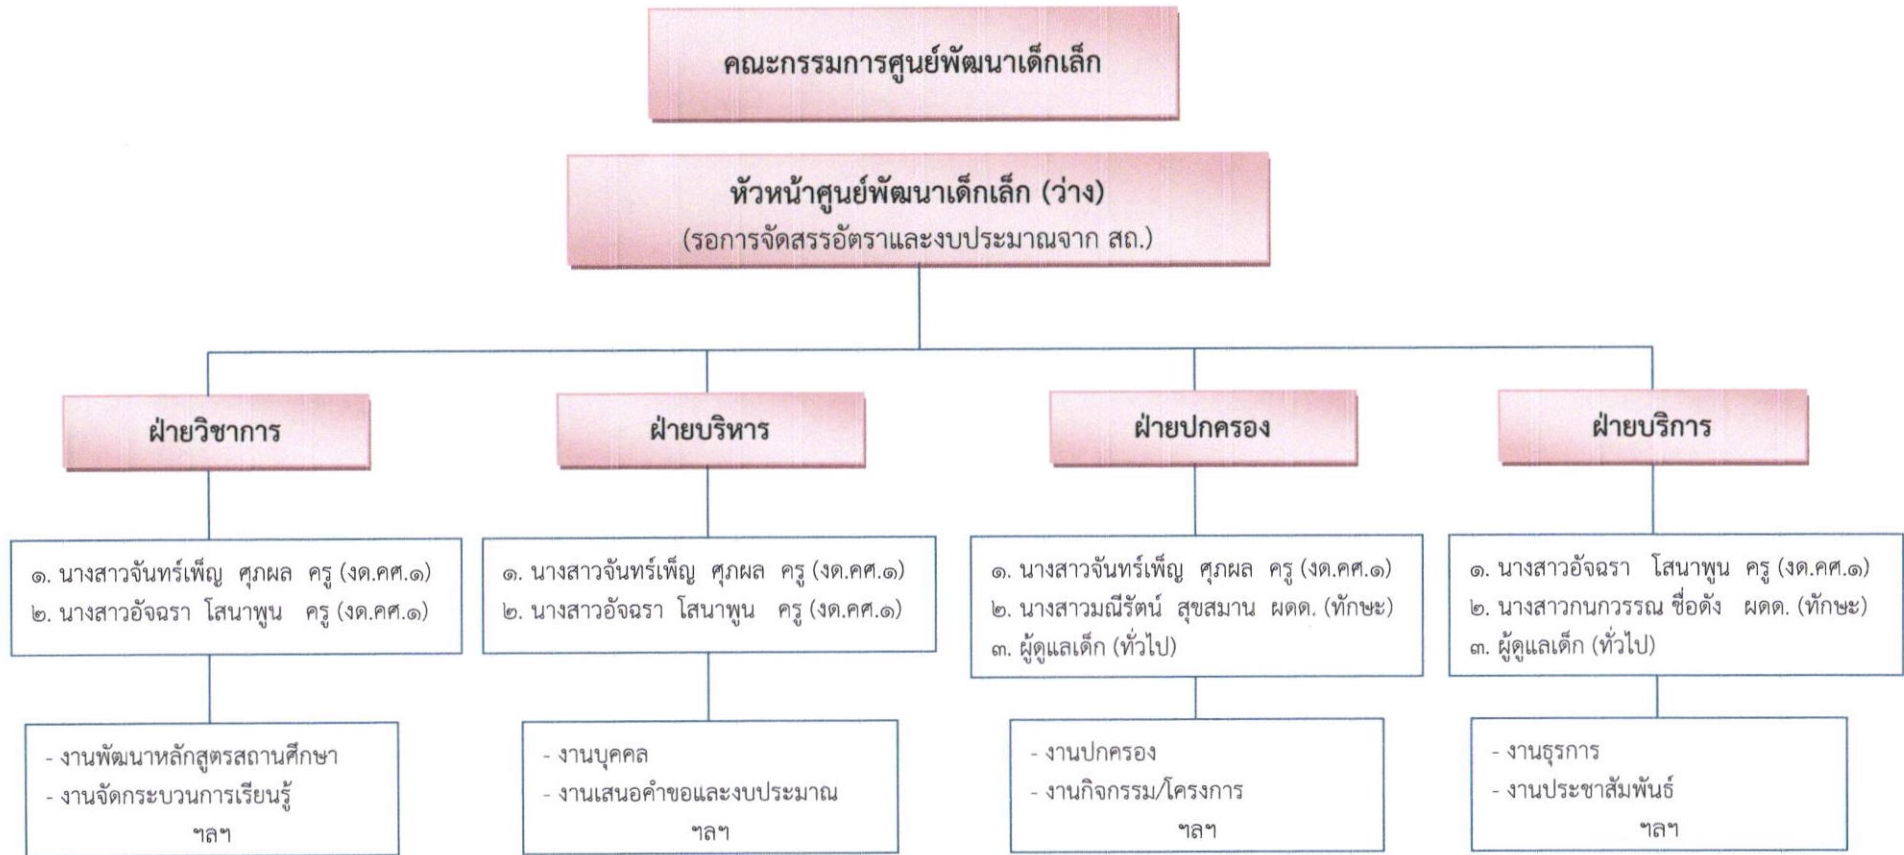 คณะกรรมการศูนย์พัฒนาเด็กเล็ก
หัวหน้าศูนย์พัฒนาเด็กเล็ก (ว่าง)
(รอการจัดสรรอัตราและงบประมาณจาก สถ.)
ฝ่ายวิชาการ
๑. นางสาวจันทร์เพ็ญ ศุภผล ครู (งด.คศ.๑)
๒. นางสาวอัจฉรา โสนาพูน ครู (งด.คศ.๑)
- งานพัฒนาหลักสูตรสถานศึกษา
- งานจัดกระบวนการเรียนรู้
ฯลฯ
ฝ่ายบริหาร
๑. นางสาวจันทร์เพ็ญ ศุภผล ครู (งด.คศ.๑)
๒. นางสาวอัจฉรา โสนาพูน ครู (งด.คศ.๑)
- งานบุคคล
- งานเสนอคำขอและงบประมาณ
ฯลฯ
ฝ่ายปกครอง
๑. นางสาวจันทร์เพ็ญ ศุภผล ครู (งด.คศ.๑)
๒. นางสาวมณีรัตน์ สุขสมาน ผดด. (ทักษะ)
๓. ผู้ดูแลเด็ก (ทั่วไป)
- งานปกครอง
- งานกิจกรรม/โครงการ
ฯลฯ
ฝ่ายบริการ
๑. นางสาวอัจฉรา โสนาพูน ครู (งด.คศ.๑)
๒. นางสาวกนกวรรณ ชื่อดัง ผดด. (ทักษะ)
๓. ผู้ดูแลเด็ก (ทั่วไป)
- งานธุรการ
- งานประชาสัมพันธ์
ฯลฯ